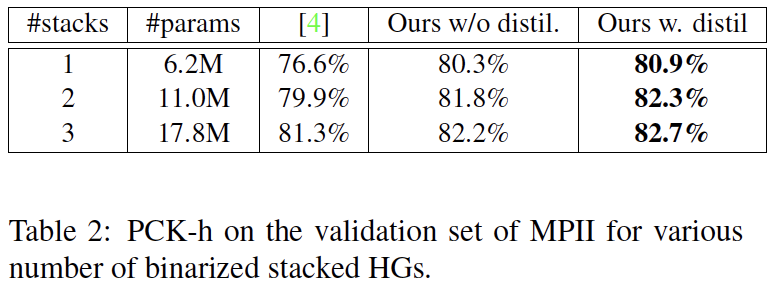 #stacks #params [4] Ours w/o distil. Ours w. distil
1 6.2M 76.6% 80.3% 80.9%
2 11.0M 79.9% 81.8% 82.3%
3 17.8M 81.3% 82.2% 82.7%
Table 2: PCK-h on the validation set of MPII for various
number of binarized stacked HGs.